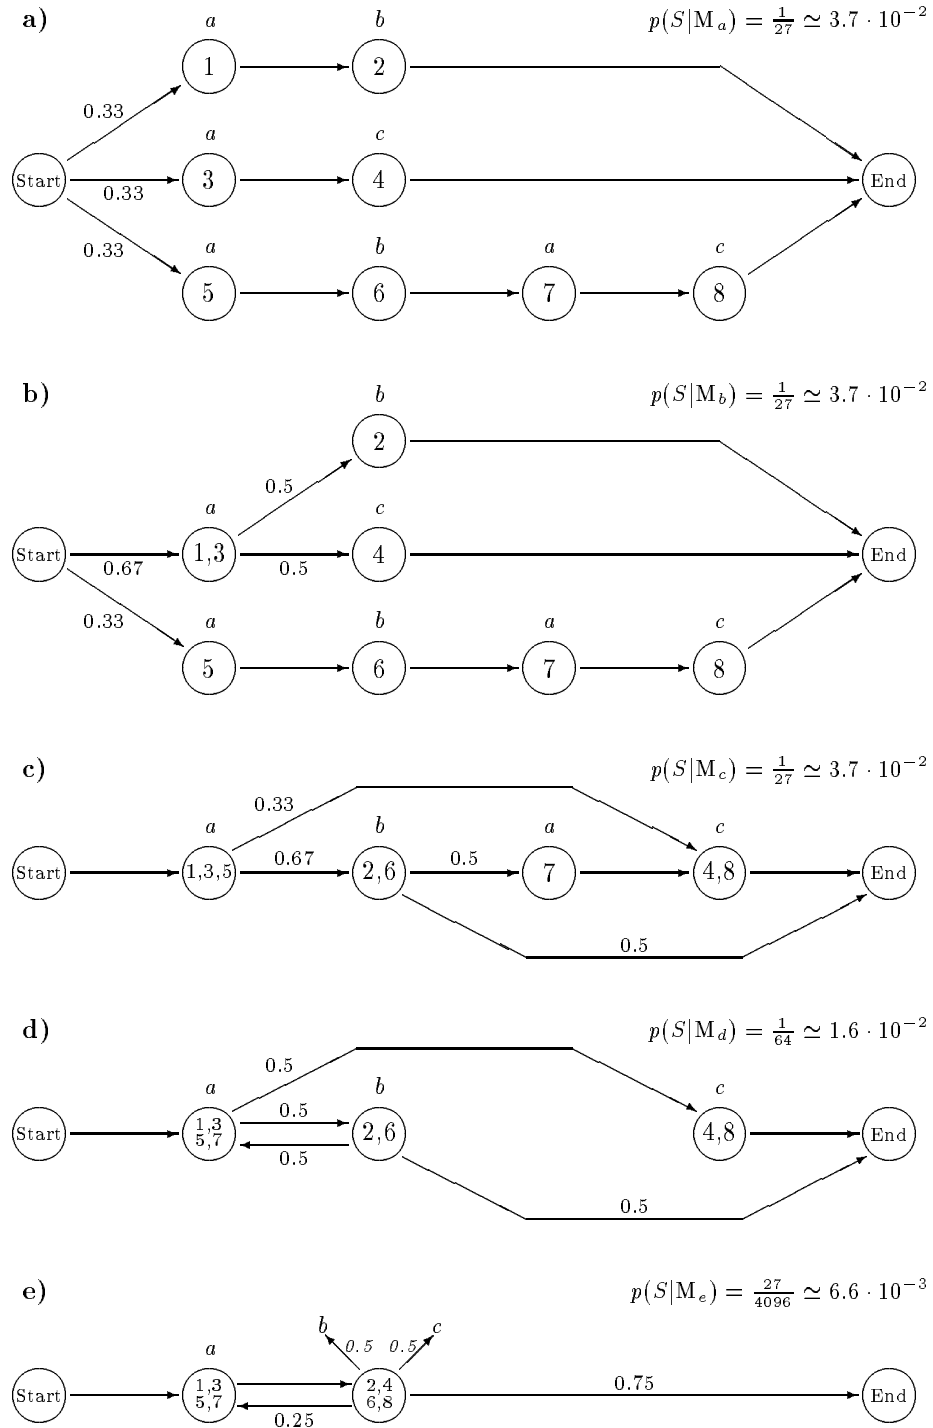 a) a b p(S|M_a) = 1/27 ≃ 3.7 · 10^−2
1 2
0.33
a c
Start 3 4 End
0.33
0.33 a b a c
5 6 7 8
b) b p(S|M_b) = 1/27 ≃ 3.7 · 10^−2
2
0.5
a c
Start 1,3 4 End
0.67 0.5
0.33 a b a c
5 6 7 8
c) p(S|M_c) = 1/27 ≃ 3.7 · 10^−2
0.33
a b a c
0.67 0.5
Start 1,3,5 2,6 7 4,8 End
0.5
d) p(S|M_d) = 1/64 ≃ 1.6 · 10^−2
0.5
a b c
0.5
Start 1,3 5,7 2,6 4,8 End
0.5
0.5
e) p(S|M_e) = 27/4096 ≃ 6.6 · 10^−3
b c
a 0.5 0.5
0.75
Start 1,3 5,7 2,4 6,8 End
0.25